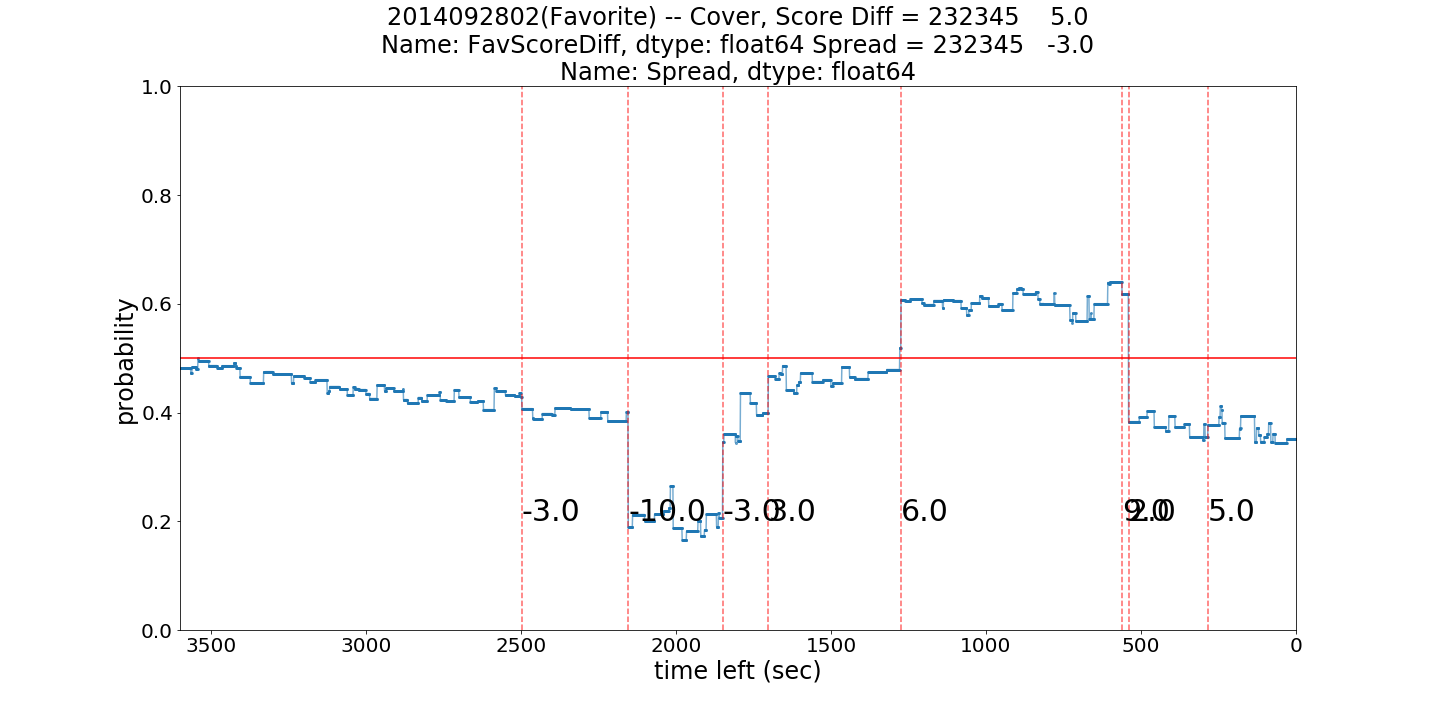 2014092802(Favorite) -- Cover, Score Diff = 232345    5.0
Name: FavScoreDiff, dtype: float64 Spread = 232345   -3.0
Name: Spread, dtype: float64
1.0
0.8
0.6
0.4
0.2
0.0
probability
-3.0 -10.0 -3.0 3.0 6.0 9.0 2.0 5.0
3500 3000 2500 2000 1500 1000 500 0
time left (sec)